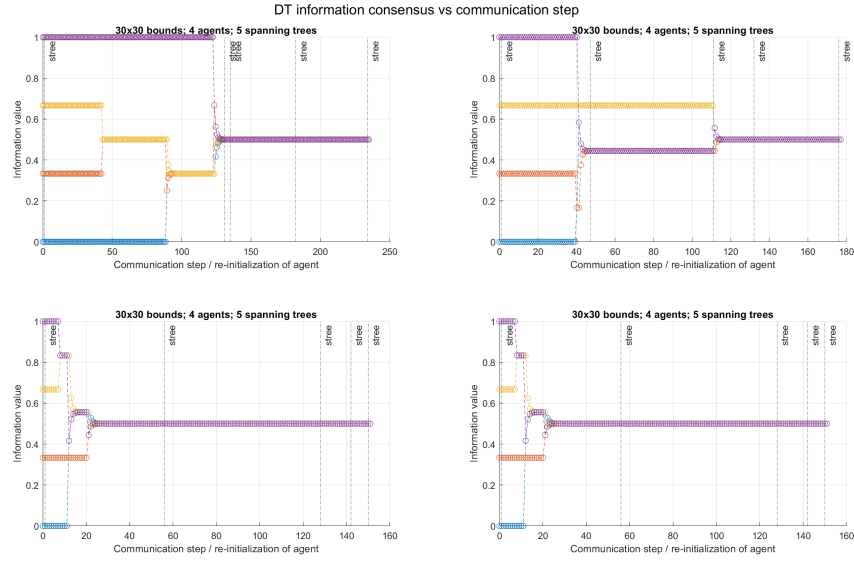 DT information consensus vs communication step
30x30 bounds; 4 agents; 5 spanning trees
Information value
1
0.8
0.6
0.4
0.2
0
stree
stree
stree
stree
stree
0
50
100
150
200
250
Communication step / re-initialization of agent
30x30 bounds; 4 agents; 5 spanning trees
Information value
1
0.8
0.6
0.4
0.2
0
stree
stree
stree
stree
stree
0
20
40
60
80
100
120
140
160
180
Communication step / re-initialization of agent
30x30 bounds; 4 agents; 5 spanning trees
Information value
1
0.8
0.6
0.4
0.2
0
stree
stree
stree
stree
stree
0
20
40
60
80
100
120
140
160
Communication step / re-initialization of agent
30x30 bounds; 4 agents; 5 spanning trees
Information value
1
0.8
0.6
0.4
0.2
0
stree
stree
stree
stree
stree
0
20
40
60
80
100
120
140
160
Communication step / re-initialization of agent